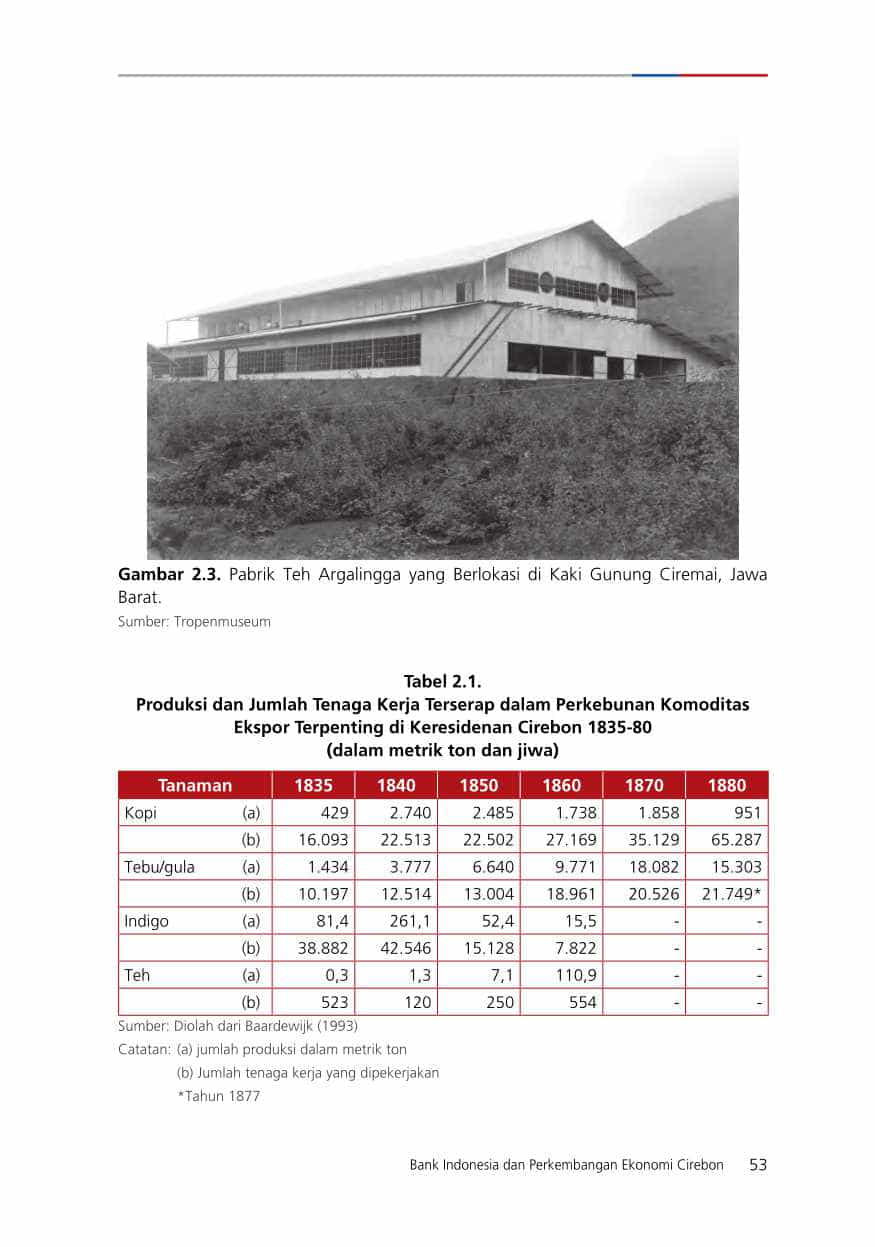 Gambar 2.3. Pabrik Teh Argalingga yang Berlokasi di Kaki Gunung Ciremai, Jawa
Barat.
Sumber: Tropenmuseum
Tabel 2.1.
Produksi dan Jumlah Tenaga Kerja Terserap dalam Perkebunan Komoditas
Ekspor Terpenting di Keresidenan Cirebon 1835-80
(dalam metrik ton dan jiwa)
Tanaman 1835 1840 1850 1860 1870 1880
Kopi (a) 429 2.740 2.485 1.738 1.858 951
(b) 16.093 22.513 22.502 27.169 35.129 65.287
Tebu/gula (a) 1.434 3.777 6.640 9.771 18.082 15.303
(b) 10.197 12.514 13.004 18.961 20.526 21.749*
Indigo (a) 81,4 261,1 52,4 15,5 - -
(b) 38.882 42.546 15.128 7.822 - -
Teh (a) 0,3 1,3 7,1 110,9 - -
(b) 523 120 250 554 - -
Sumber: Diolah dari Baardewijk (1993)
Catatan: (a) jumlah produksi dalam metrik ton
(b) Jumlah tenaga kerja yang dipekerjakan
*Tahun 1877
Bank Indonesia dan Perkembangan Ekonomi Cirebon 53